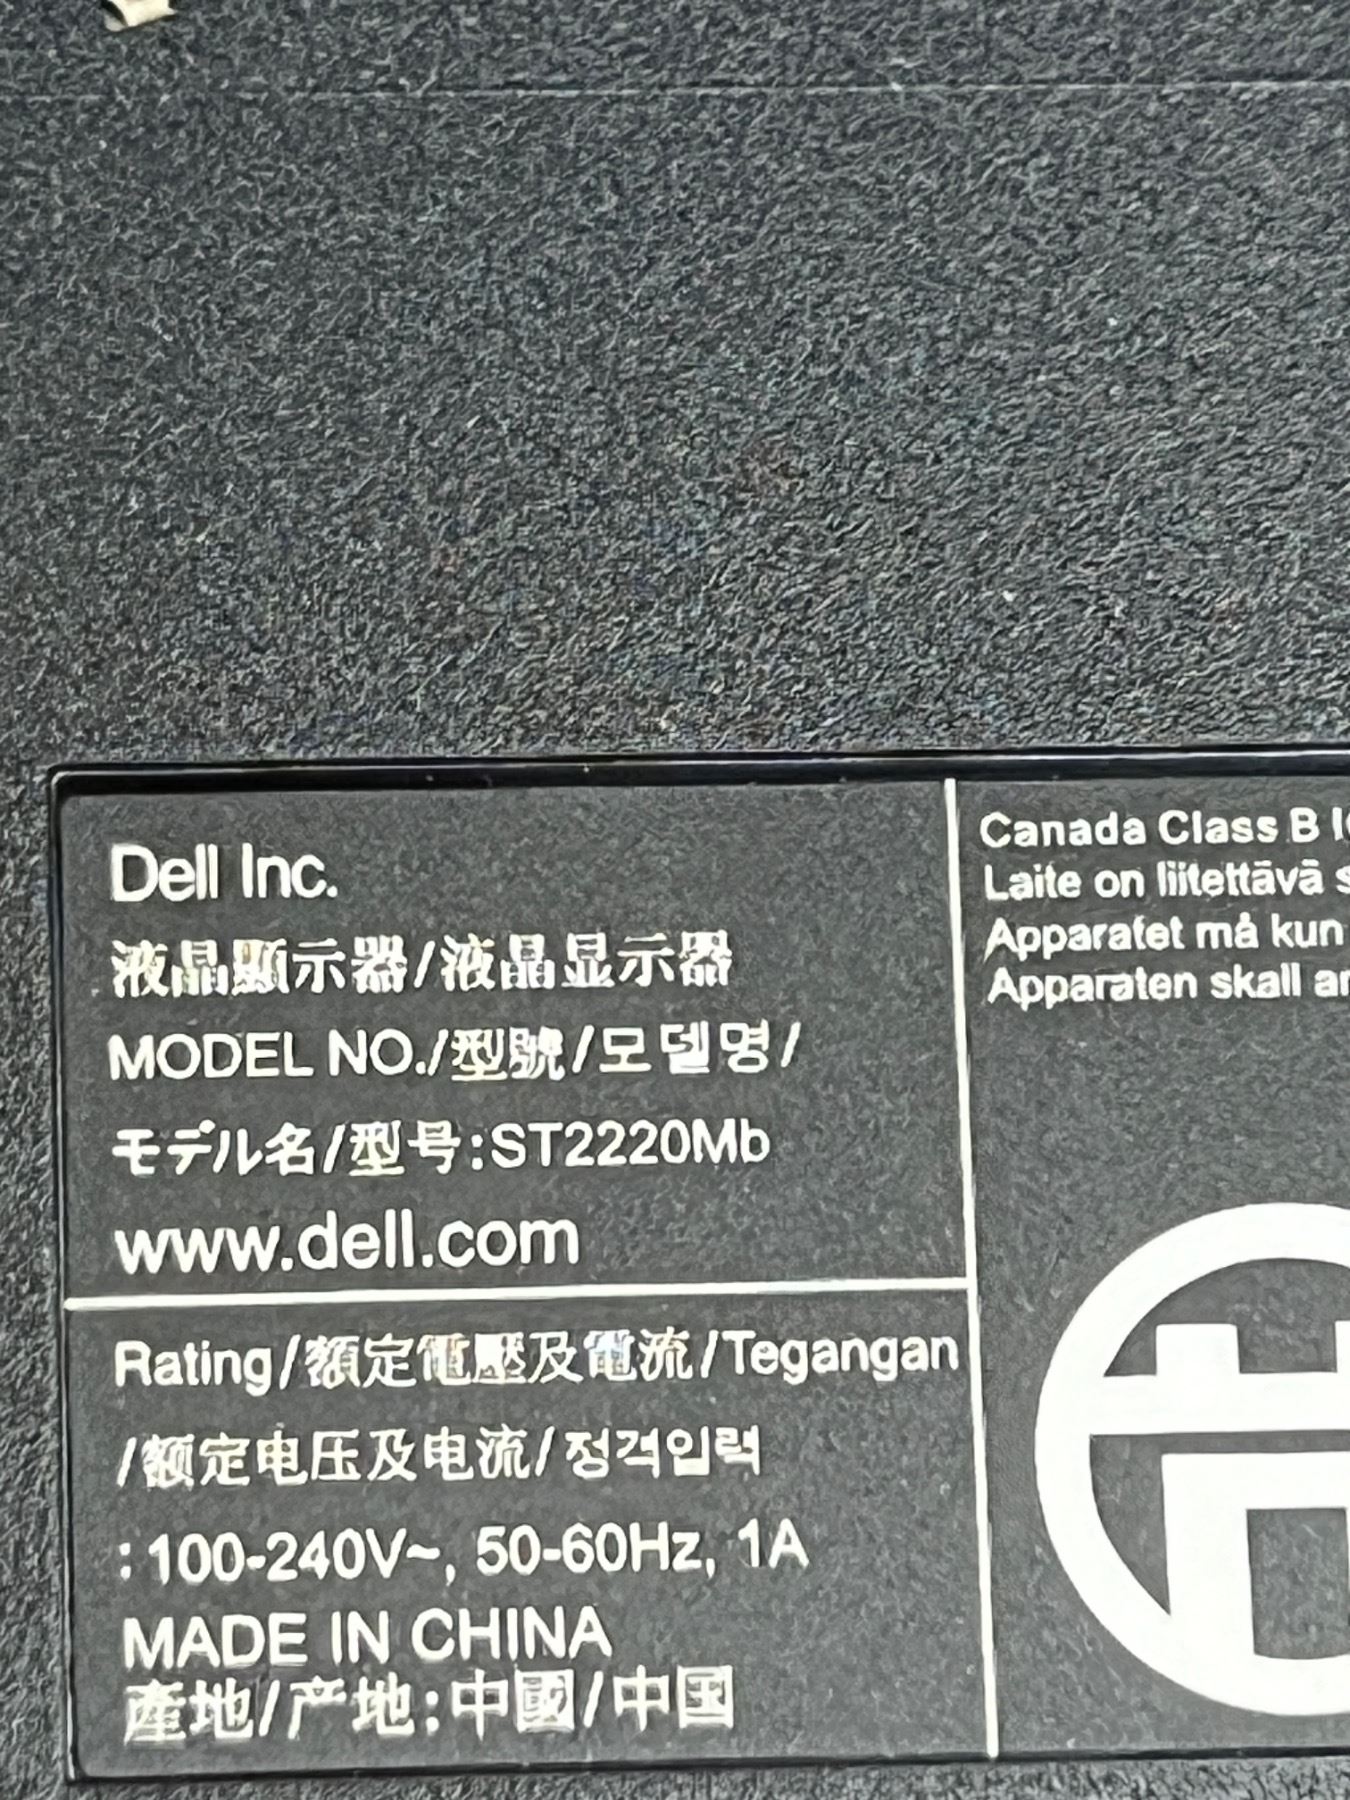 Dell Inc.
液晶顯示器/液晶显示器
MODEL NO./型號/모델명/
モデル名/型号:ST2220Mb
www.dell.com
Rating/額定電壓及電流/Tegangan
/额定电压及电流/정격입력
: 100-240V~, 50-60Hz, 1A
MADE IN CHINA
產地/产地:中國/中国
Canada Class B
Laite on liitettävä
Apparatet må kun
Apparaten skall